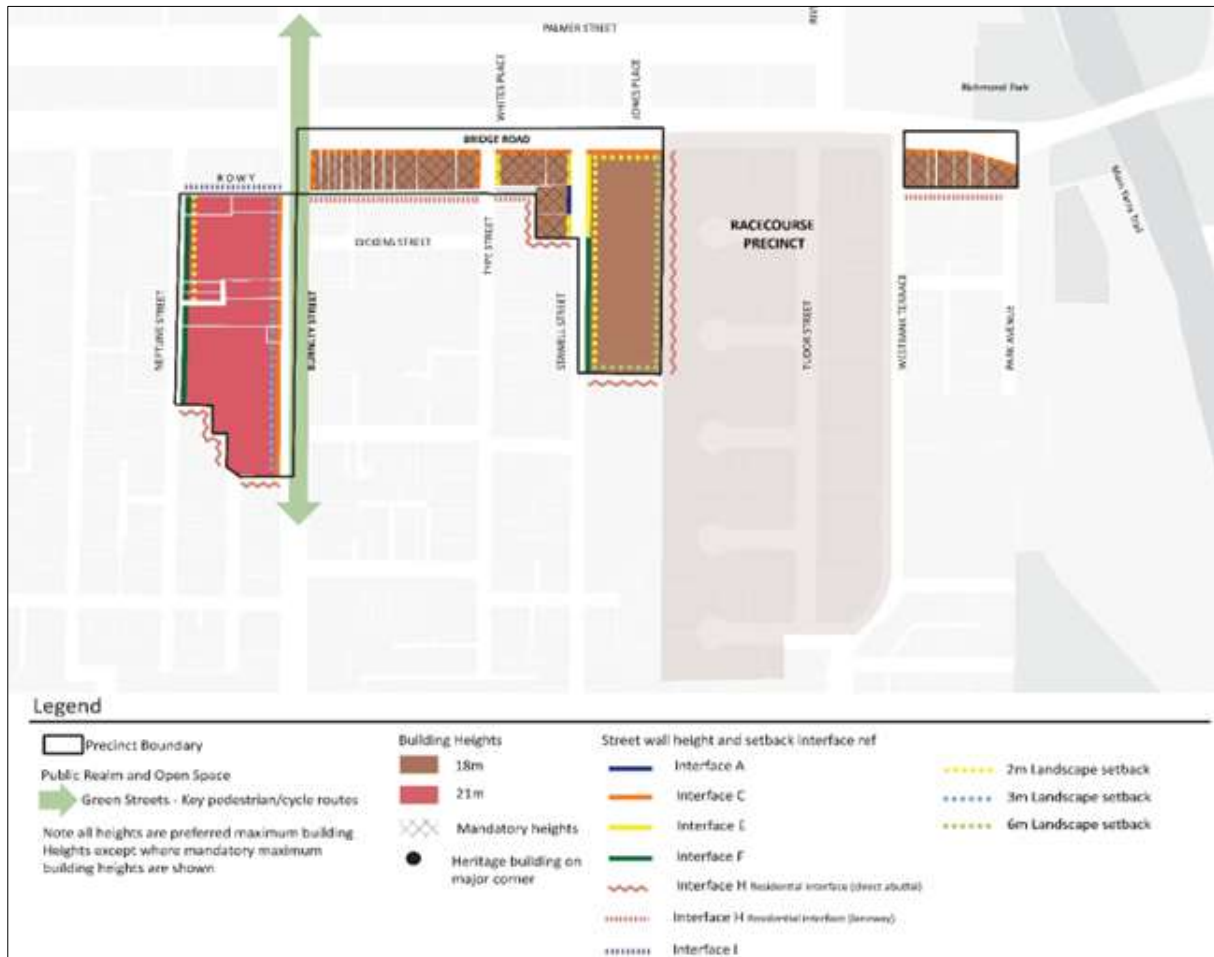 PALMER STREET
WHITES PLACE
JONES PLACE
Richmond Park
BRIDGE ROAD
R O W Y
Main Yarra Trail
DICKENS STREET
TYPE STREET
RACECOURSE
PRECINCT
NEPTUNE STREET
BURNLEY STREET
STAWELL STREET
TUDOR STREET
WESTBANK TERRACE
PARK AVENUE
Legend
Precinct Boundary
Public Realm and Open Space
Green Streets - Key pedestrian/cycle routes
Note all heights are preferred maximum building
Heights except where mandatory maximum
building heights are shown
Building Heights
18m
21m
Mandatory heights
Heritage building on
major corner
Street wall height and setback interface ref
Interface A
Interface C
Interface E
Interface F
Interface H Residential interface (direct abuttal)
Interface H Residential interface (laneway)
Interface I
2m Landscape setback
3m Landscape setback
6m Landscape setback